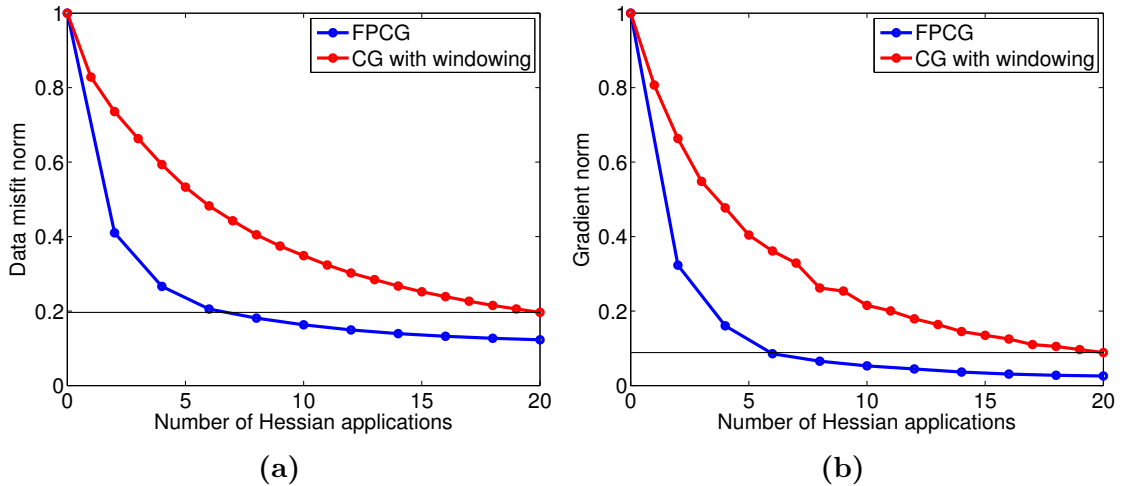 FPCG
CG with windowing
1
0.8
0.6
0.4
0.2
0
0 5 10 15 20
Data misfit norm
Number of Hessian applications
(a)
FPCG
CG with windowing
1
0.8
0.6
0.4
0.2
0
0 5 10 15 20
Gradient norm
Number of Hessian applications
(b)